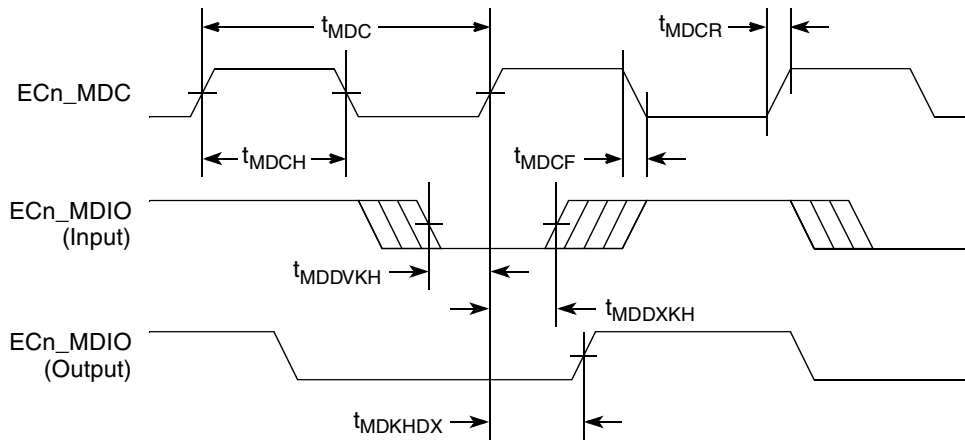 tMDC
tMDCR
ECn_MDC
tMDCH
tMDCF
ECn_MDIO
(Input)
tMDDVKH
tMDDXKH
ECn_MDIO
(Output)
tMDKHDX